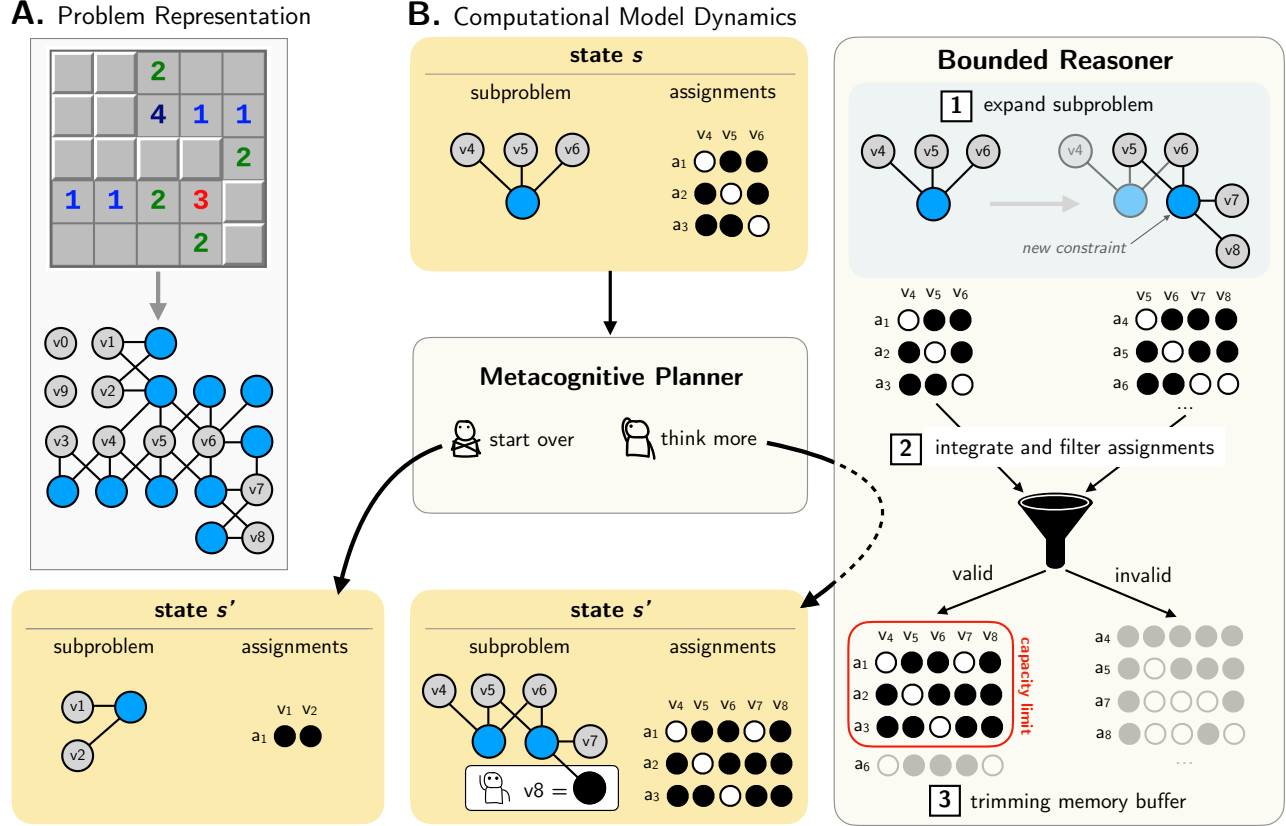 A. Problem Representation
2
4 1 1
2
1 1 2 3
2
v0 v1
v9 v2
v3 v4 v5 v6
v7
v8
B. Computational Model Dynamics
state s
subproblem assignments
v4 v5 v6
v4 v5 v6
a1
a2
a3
Metacognitive Planner
start over think more
state s'
subproblem assignments
v1
v2
v1 v2
a1
state s'
subproblem assignments
v4 v5 v6
v7
v8 =
v4 v5 v6 v7 v8
a1
a2
a3
Bounded Reasoner
1 expand subproblem
v4 v5 v6
v4 v5 v6
v7
v8
new constraint
v4 v5 v6
a1
a2
a3
v5 v6 v7 v8
a4
a5
a6
...
2 integrate and filter assignments
valid invalid
v4 v5 v6 v7 v8
a1
a2
a3
capacity limit
a6
a4
a5
a7
a8
...
3 trimming memory buffer